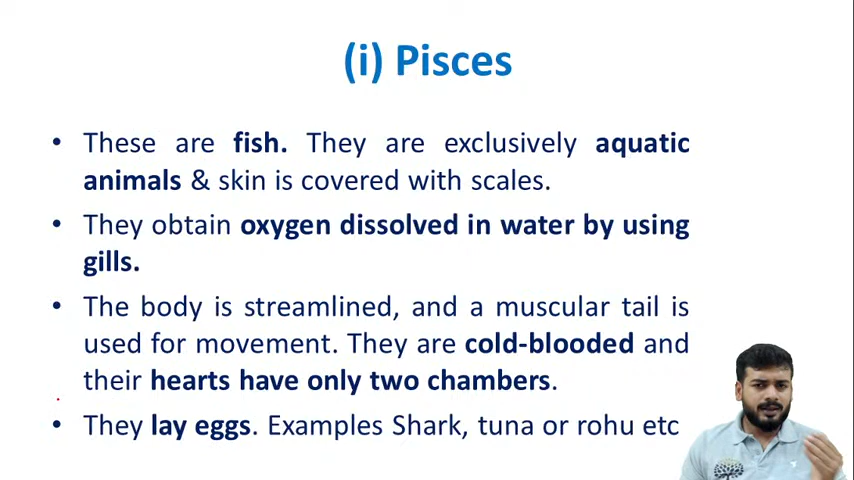 (i) Pisces
• These are fish. They are exclusively aquatic
animals & skin is covered with scales.
• They obtain oxygen dissolved in water by using
gills.
• The body is streamlined, and a muscular tail is
used for movement. They are cold-blooded and
their hearts have only two chambers.
• They lay eggs. Examples Shark, tuna or rohu etc